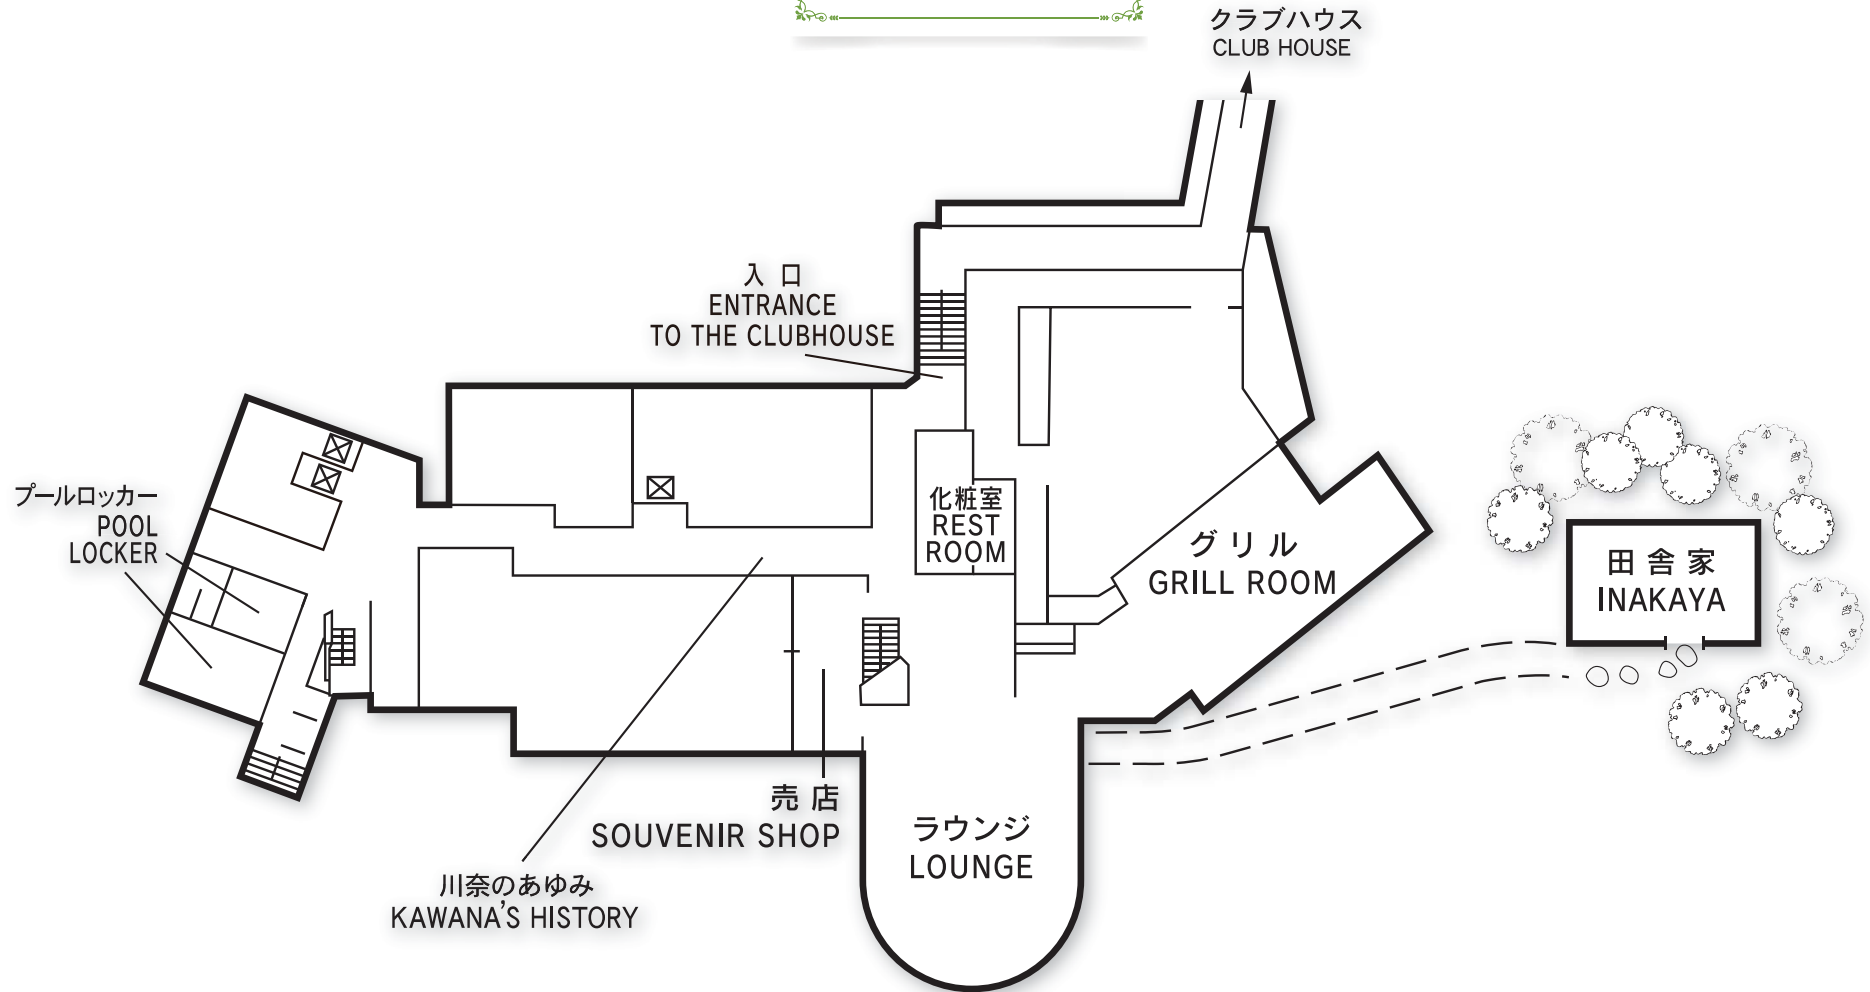 クラブハウス
CLUB HOUSE
入口
ENTRANCE
TO THE CLUBHOUSE
プールロッカー
POOL
LOCKER
化粧室
REST
ROOM
グリル
GRILL ROOM
田舎家
INAKAYA
売店
SOUVENIR SHOP
ラウンジ
LOUNGE
川奈のあゆみ
KAWANA'S HISTORY